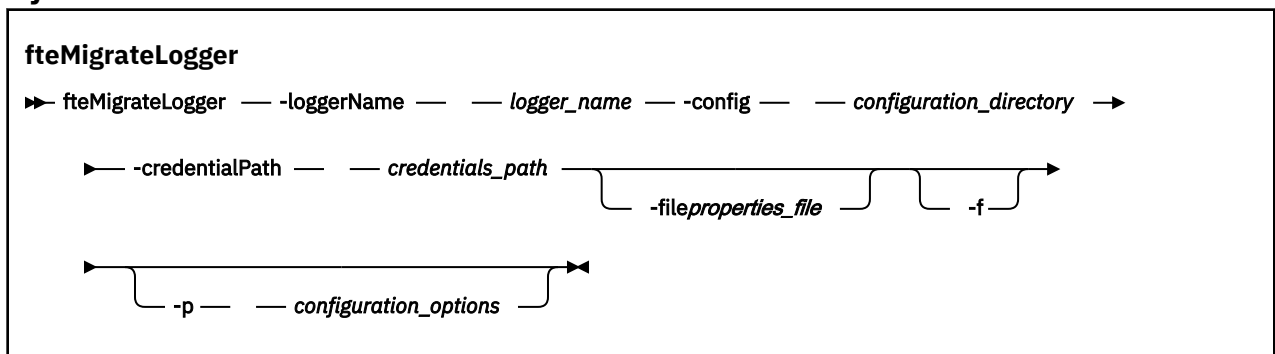 fteMigrateLogger
fteMigrateLogger -loggerName logger_name -config configuration_directory
-credentialPath credentials_path
-fileproperties_file -f
-p configuration_options